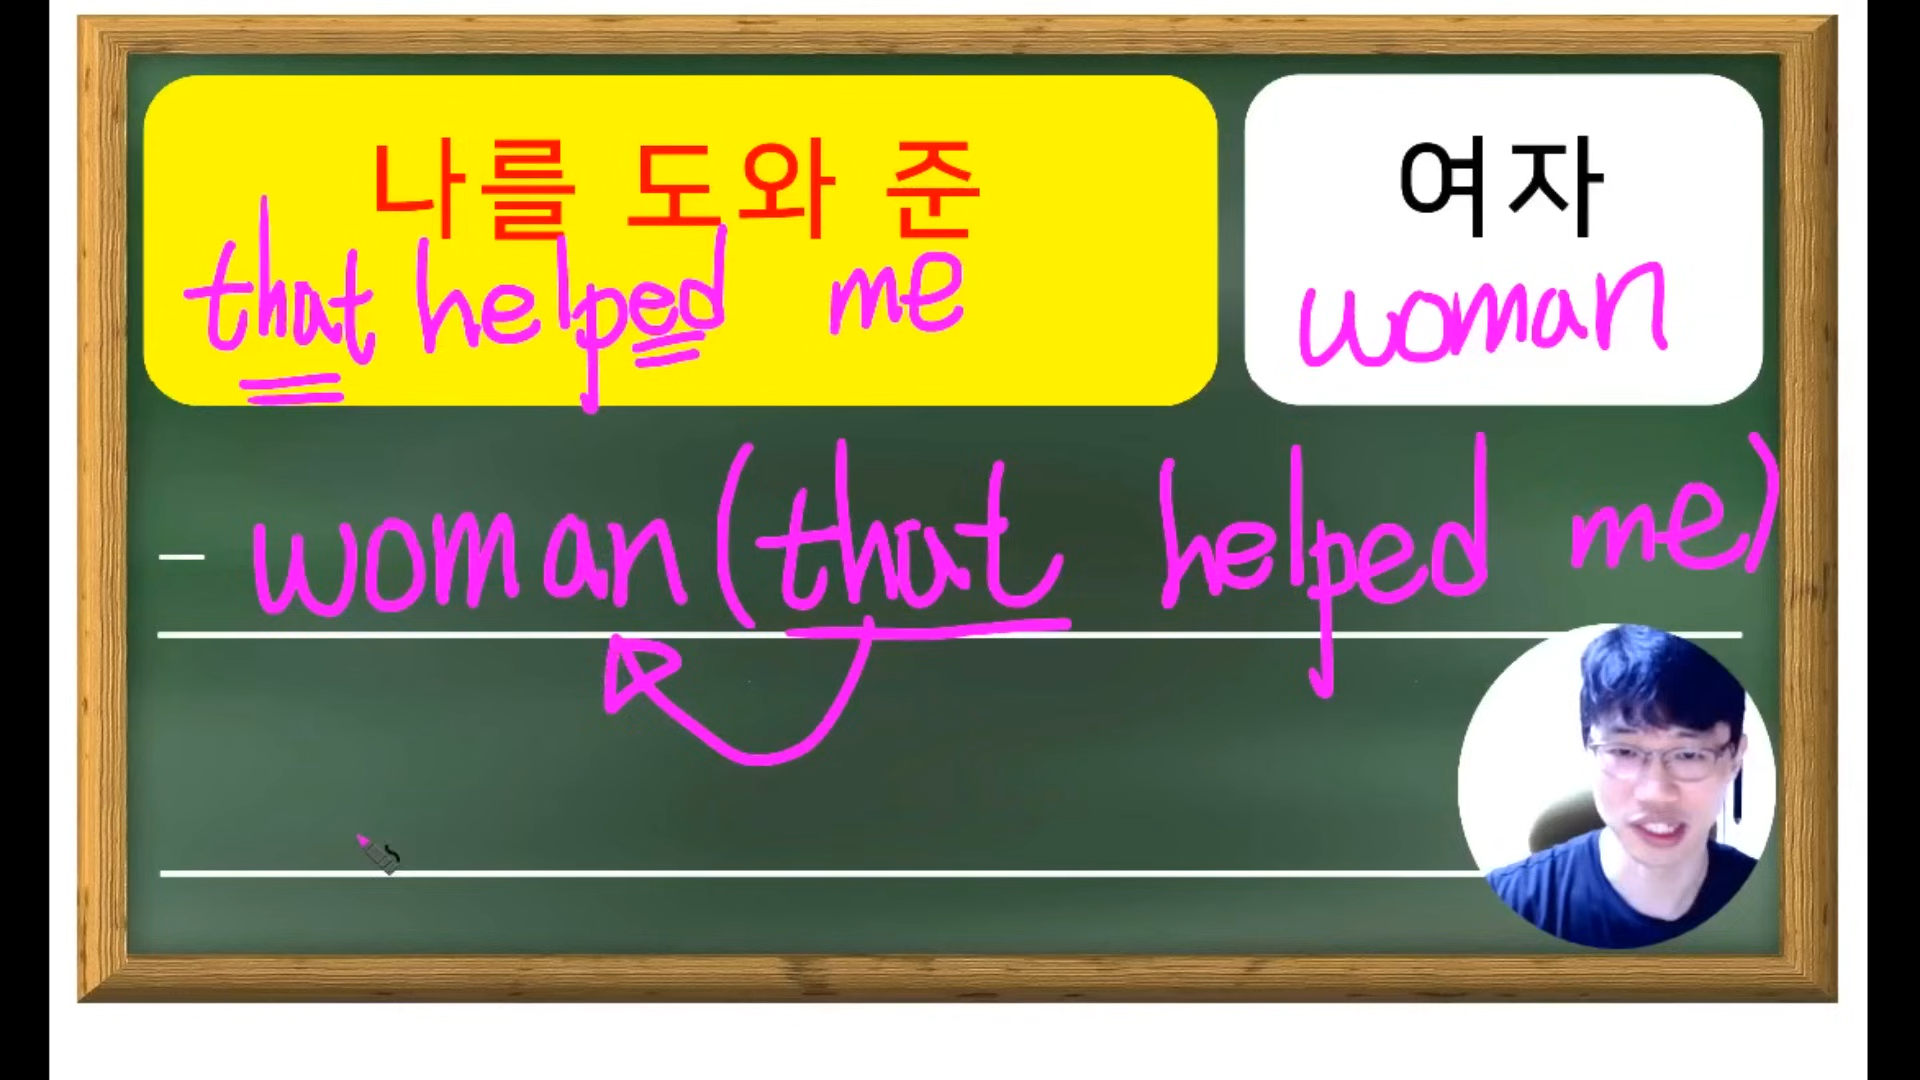 나를 도와 준
that helped me
여자
woman
- woman (that helped me)